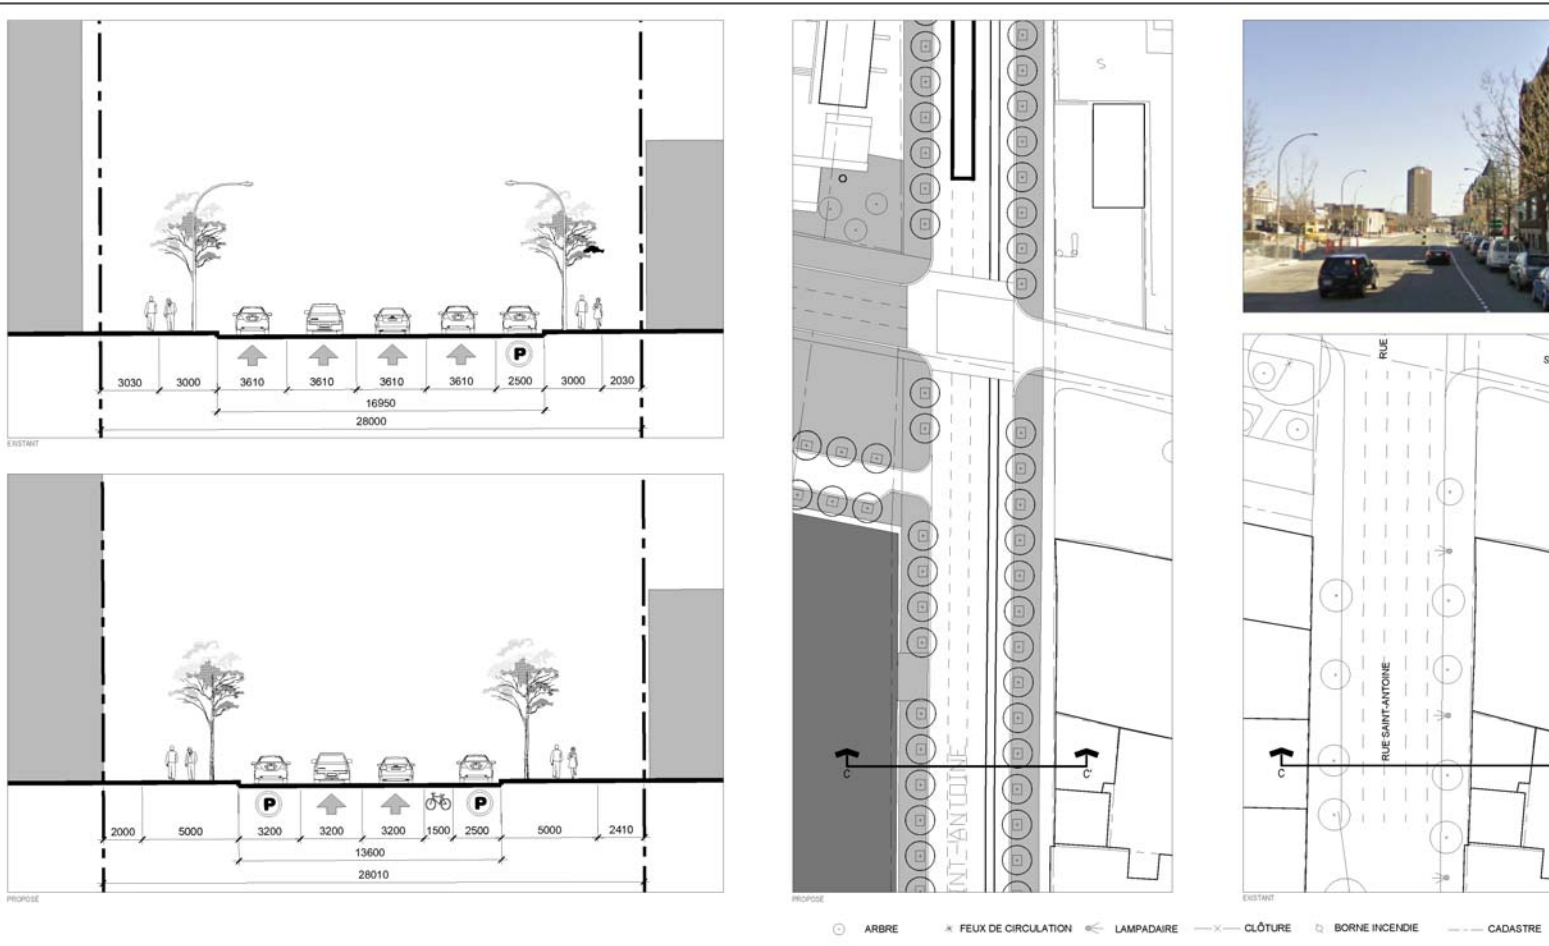 P
3030 3000 3610 3610 3610 3610 2500 3000 2030
16950
28000
EXISTANT
P P
2000 5000 3200 3200 3200 1500 2500 5000 2410
13600
28010
PROPOSÉ
S
INT-ANTOINE
C C'
PROPOSÉ
RUE
S
RUE SAINT-ANTOINE
C
EXISTANT
ARBRE FEUX DE CIRCULATION LAMPADAIRE CLÔTURE BORNE INCENDIE CADASTRE